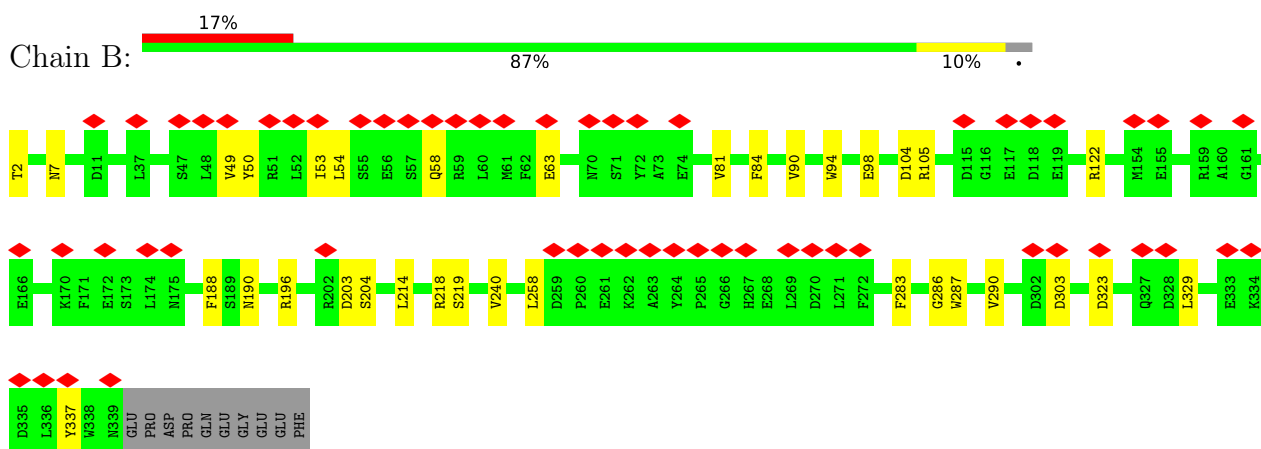 17%
Chain B:
87% 10% •
T2 N7 D11 L37 S47 L48 V49 Y50 R51 L52 I53 L54 S55 E56 S57 Q58 R59 L60 M61 F62 E63 N70 S71 Y72 A73 E74 V81 F84 V90 W94 E98 D104 R105 D115 G116 E117 D118 E119 R122 M154 E155 R159 A160 G161
E166 K170 F171 E172 S173 L174 N175 F188 S189 N190 R196 R202 D203 S204 L214 R218 S219 V240 L258 D259 P260 E261 K262 A263 Y264 P265 G266 H267 E268 L269 D270 L271 F272 F283 G286 W287 V290 D302 D303 D323 Q327 D328 L329 E333 K334
D335 L336 Y337 W338 N339 GLU PRO ASP PRO GLN GLU GLY GLU GLU PHE